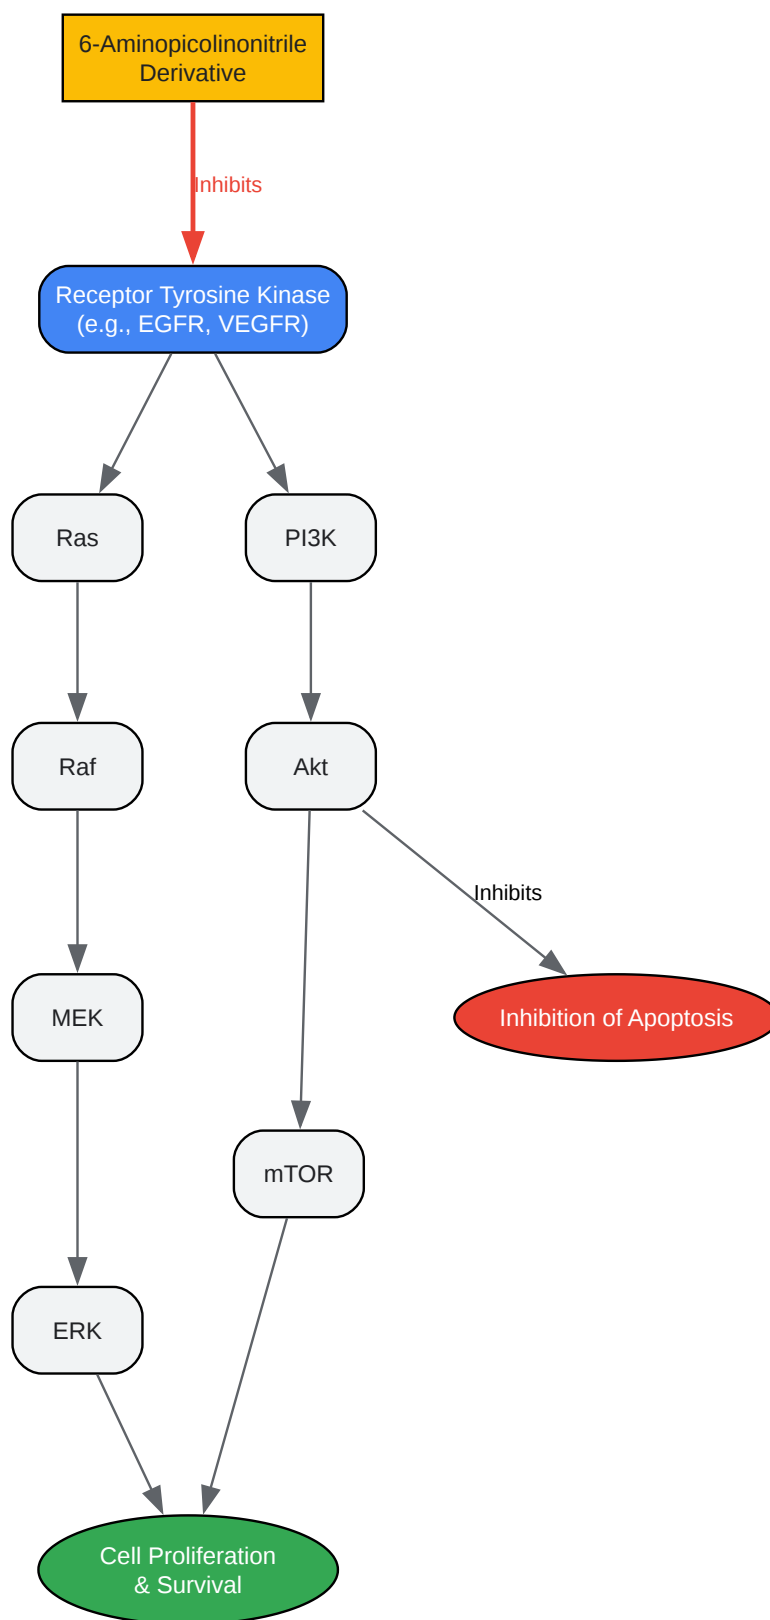 6-Aminopicolinonitrile
Derivative
Inhibits
Receptor Tyrosine Kinase
(e.g., EGFR, VEGFR)
Ras
PI3K
Raf
Akt
Inhibits
MEK
Inhibition of Apoptosis
mTOR
ERK
Cell Proliferation
& Survival